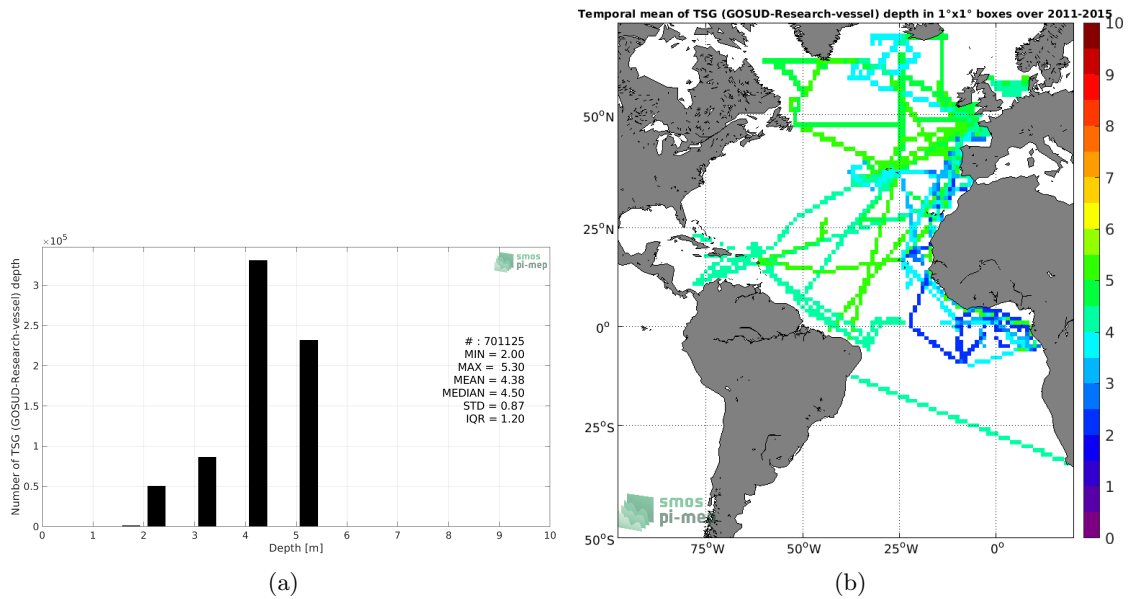 ×10⁵
3
2.5
2
1.5
1
0.5
0
0 1 2 3 4 5 6 7 8 9 10
Depth [m]
Number of TSG (GOSUD-Research-vessel) depth
smos
pi-mep
# : 701125
MIN = 2.00
MAX = 5.30
MEAN = 4.38
MEDIAN = 4.50
STD = 0.87
IQR = 1.20
(a)
Temporal mean of TSG (GOSUD-Research-vessel) depth in 1°x1° boxes over 2011-2015
50°N
25°N
0°
25°S
50°S
75°W 50°W 25°W 0°
smos
pi-mep
10
9
8
7
6
5
4
3
2
1
0
(b)